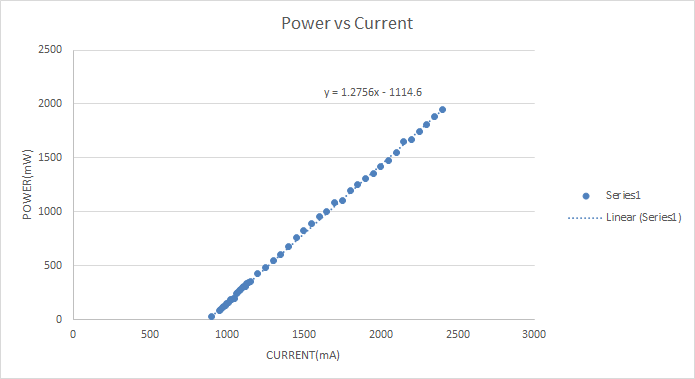 Power vs Current
2500
2000
1500
1000
500
0
y = 1.2756x - 1114.6
POWER(mW)
0 500 1000 1500 2000 2500 3000
CURRENT(mA)
Series1
Linear (Series1)